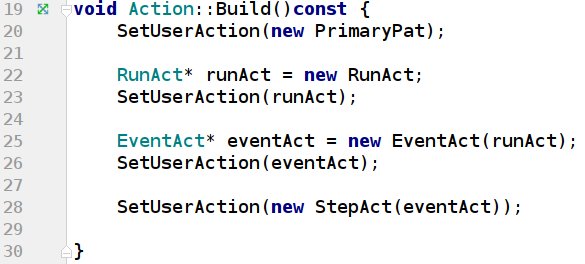 19 void Action::Build()const {
20     SetUserAction(new PrimaryPat);
21
22     RunAct* runAct = new RunAct;
23     SetUserAction(runAct);
24
25     EventAct* eventAct = new EventAct(runAct);
26     SetUserAction(eventAct);
27
28     SetUserAction(new StepAct(eventAct));
29
30 }